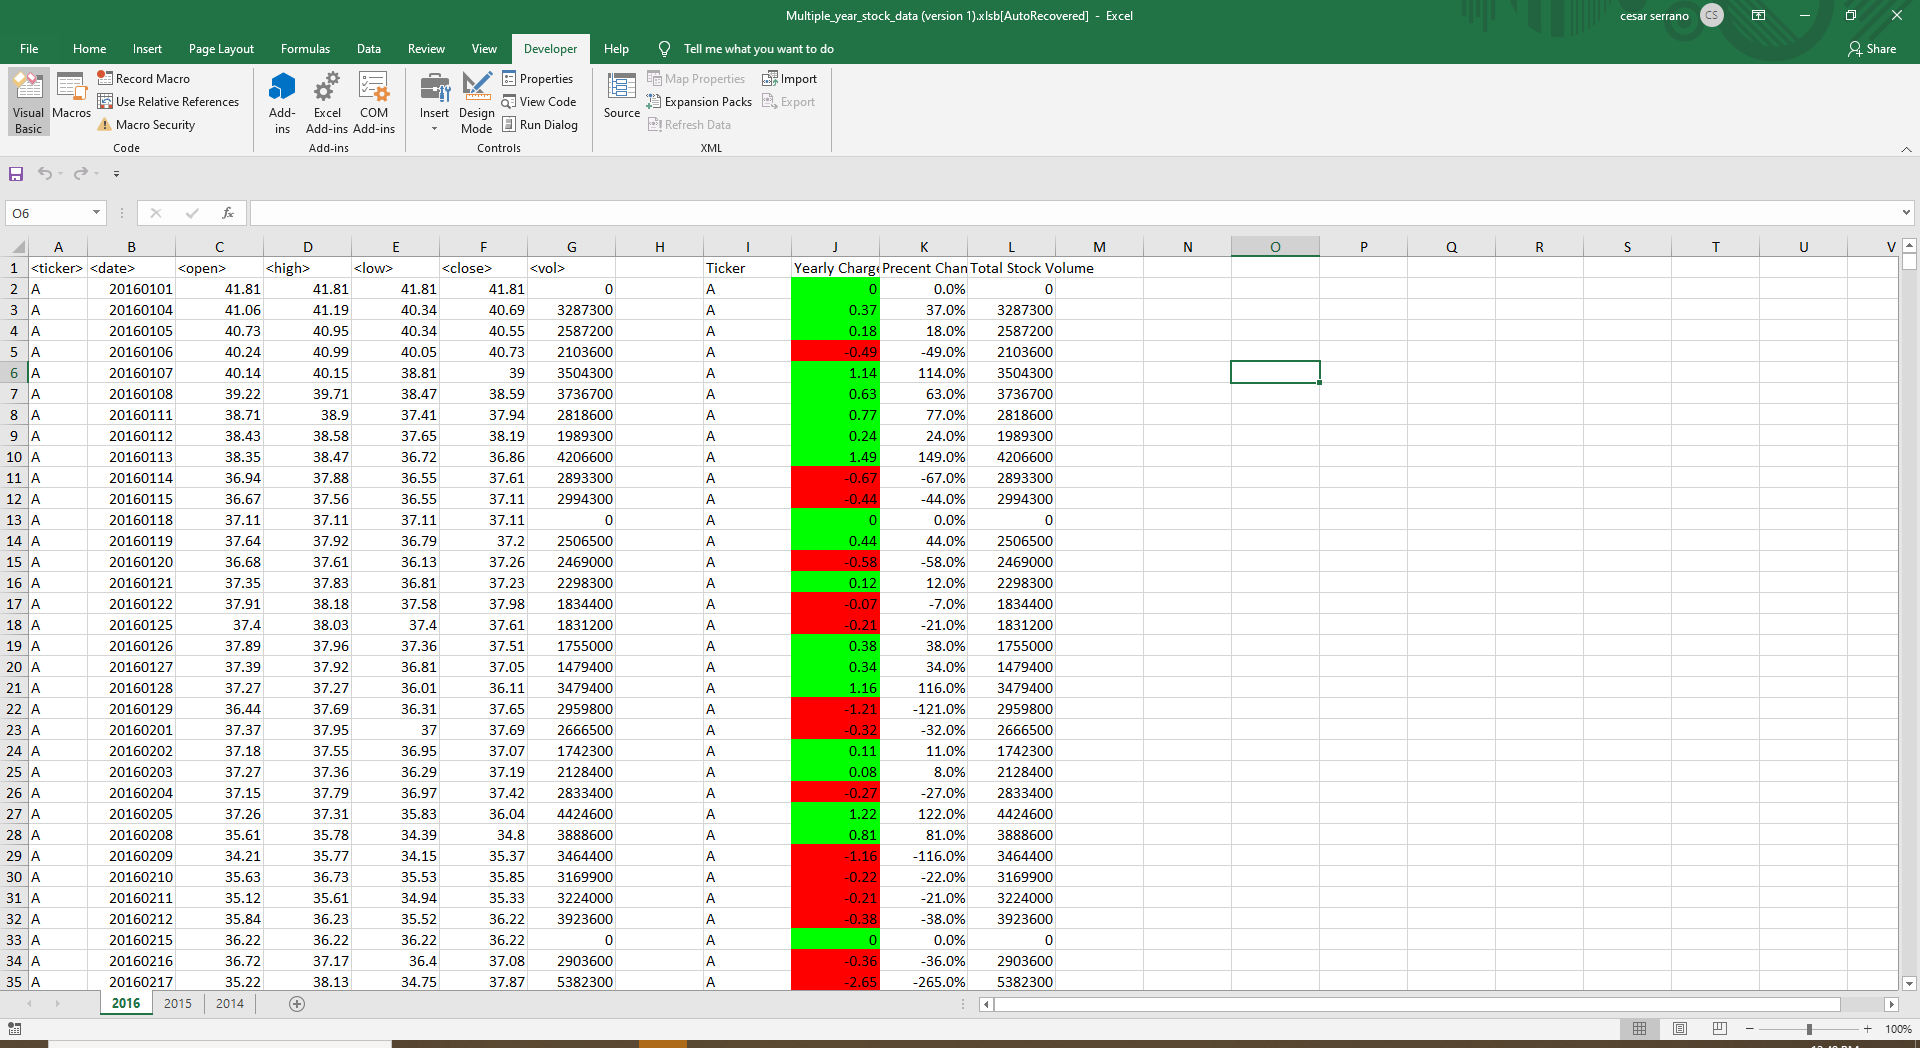 Multiple_year_stock_data (version 1).xlsb[AutoRecovered] - Excel
cesar serrano CS
File Home Insert Page Layout Formulas Data Review View Developer Help Tell me what you want to do Share
Visual Basic
Macros
Record Macro
Use Relative References
Macro Security
Code
Add-ins
Excel Add-ins
COM Add-ins
Add-ins
Insert
Design Mode
Properties
View Code
Run Dialog
Controls
Source
Map Properties
Expansion Packs
Refresh Data
Import
Export
XML
O6 fx
A B C D E F G H I J K L M N O P Q R S T U V
1 <ticker> <date> <open> <high> <low> <close> <vol> Ticker Yearly Charge Precent Chan Total Stock Volume
2 A 20160101 41.81 41.81 41.81 41.81 0 A 0 0.0% 0
3 A 20160104 41.06 41.19 40.34 40.69 3287300 A 0.37 37.0% 3287300
4 A 20160105 40.73 40.95 40.34 40.55 2587200 A 0.18 18.0% 2587200
5 A 20160106 40.24 40.99 40.05 40.73 2103600 A -0.49 -49.0% 2103600
6 A 20160107 40.14 40.15 38.81 39 3504300 A 1.14 114.0% 3504300
7 A 20160108 39.22 39.71 38.47 38.59 3736700 A 0.63 63.0% 3736700
8 A 20160111 38.71 38.9 37.41 37.94 2818600 A 0.77 77.0% 2818600
9 A 20160112 38.43 38.58 37.65 38.19 1989300 A 0.24 24.0% 1989300
10 A 20160113 38.35 38.47 36.72 36.86 4206600 A 1.49 149.0% 4206600
11 A 20160114 36.94 37.88 36.55 37.61 2893300 A -0.67 -67.0% 2893300
12 A 20160115 36.67 37.56 36.55 37.11 2994300 A -0.44 -44.0% 2994300
13 A 20160118 37.11 37.11 37.11 37.11 0 A 0 0.0% 0
14 A 20160119 37.64 37.92 36.79 37.2 2506500 A 0.44 44.0% 2506500
15 A 20160120 36.68 37.61 36.13 37.26 2469000 A -0.58 -58.0% 2469000
16 A 20160121 37.35 37.83 36.81 37.23 2298300 A 0.12 12.0% 2298300
17 A 20160122 37.91 38.18 37.58 37.98 1834400 A -0.07 -7.0% 1834400
18 A 20160125 37.4 38.03 37.4 37.61 1831200 A -0.21 -21.0% 1831200
19 A 20160126 37.89 37.96 37.36 37.51 1755000 A 0.38 38.0% 1755000
20 A 20160127 37.39 37.92 36.81 37.05 1479400 A 0.34 34.0% 1479400
21 A 20160128 37.27 37.27 36.01 36.11 3479400 A 1.16 116.0% 3479400
22 A 20160129 36.44 37.69 36.31 37.65 2959800 A -1.21 -121.0% 2959800
23 A 20160201 37.37 37.95 37 37.69 2666500 A -0.32 -32.0% 2666500
24 A 20160202 37.18 37.55 36.95 37.07 1742300 A 0.11 11.0% 1742300
25 A 20160203 37.27 37.36 36.29 37.19 2128400 A 0.08 8.0% 2128400
26 A 20160204 37.15 37.79 36.97 37.42 2833400 A -0.27 -27.0% 2833400
27 A 20160205 37.26 37.31 35.83 36.04 4424600 A 1.22 122.0% 4424600
28 A 20160208 35.61 35.78 34.39 34.8 3888600 A 0.81 81.0% 3888600
29 A 20160209 34.21 35.77 34.15 35.37 3464400 A -1.16 -116.0% 3464400
30 A 20160210 35.63 36.73 35.53 35.85 3169900 A -0.22 -22.0% 3169900
31 A 20160211 35.12 35.61 34.94 35.33 3224000 A -0.21 -21.0% 3224000
32 A 20160212 35.84 36.23 35.52 36.22 3923600 A -0.38 -38.0% 3923600
33 A 20160215 36.22 36.22 36.22 36.22 0 A 0 0.0% 0
34 A 20160216 36.72 37.17 36.4 37.08 2903600 A -0.36 -36.0% 2903600
35 A 20160217 35.22 38.13 34.75 37.87 5382300 A -2.65 -265.0% 5382300
2016 2015 2014
100%